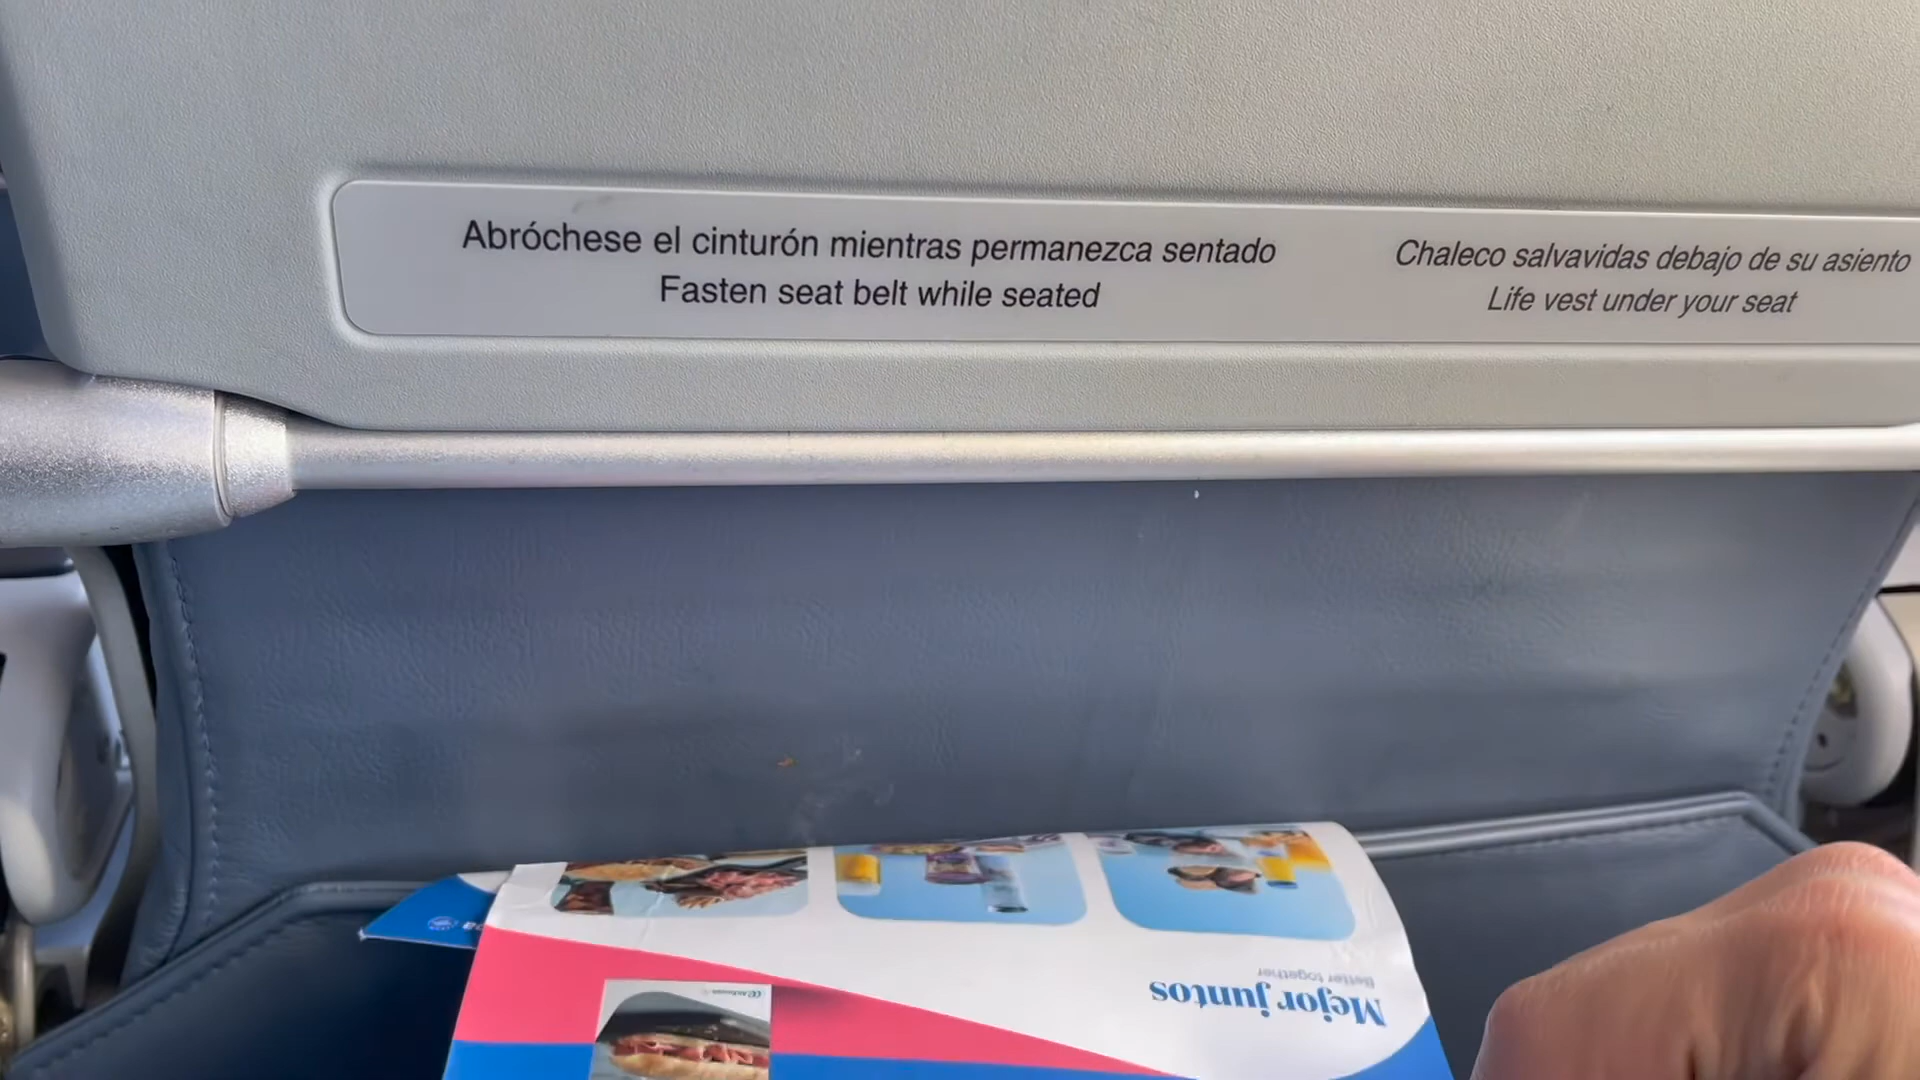 Abróchese el cinturón mientras permanezca sentado
Fasten seat belt while seated
Chaleco salvavidas debajo de su asiento
Life vest under your seat
Mejor juntos
Better together